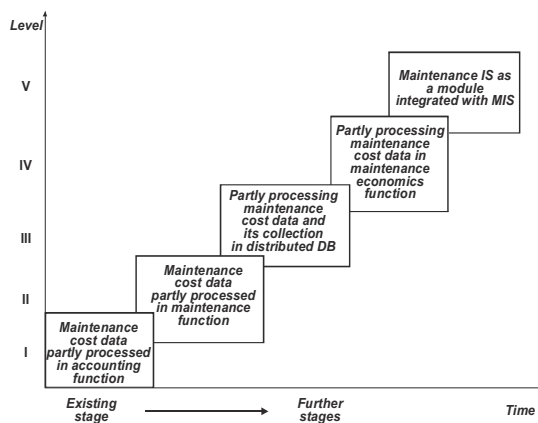 Level
V
Maintenance IS as
a module
integrated with MIS
IV
Partly processing
maintenance
cost data in
maintenance
economics
function
III
Partly processing
maintenance
cost data and
its collection
in distributed DB
II
Maintenance
cost data
partly processed
in maintenance
function
I
Maintenance
cost data
partly processed
in accounting
function
Existing
stage
Further
stages
Time